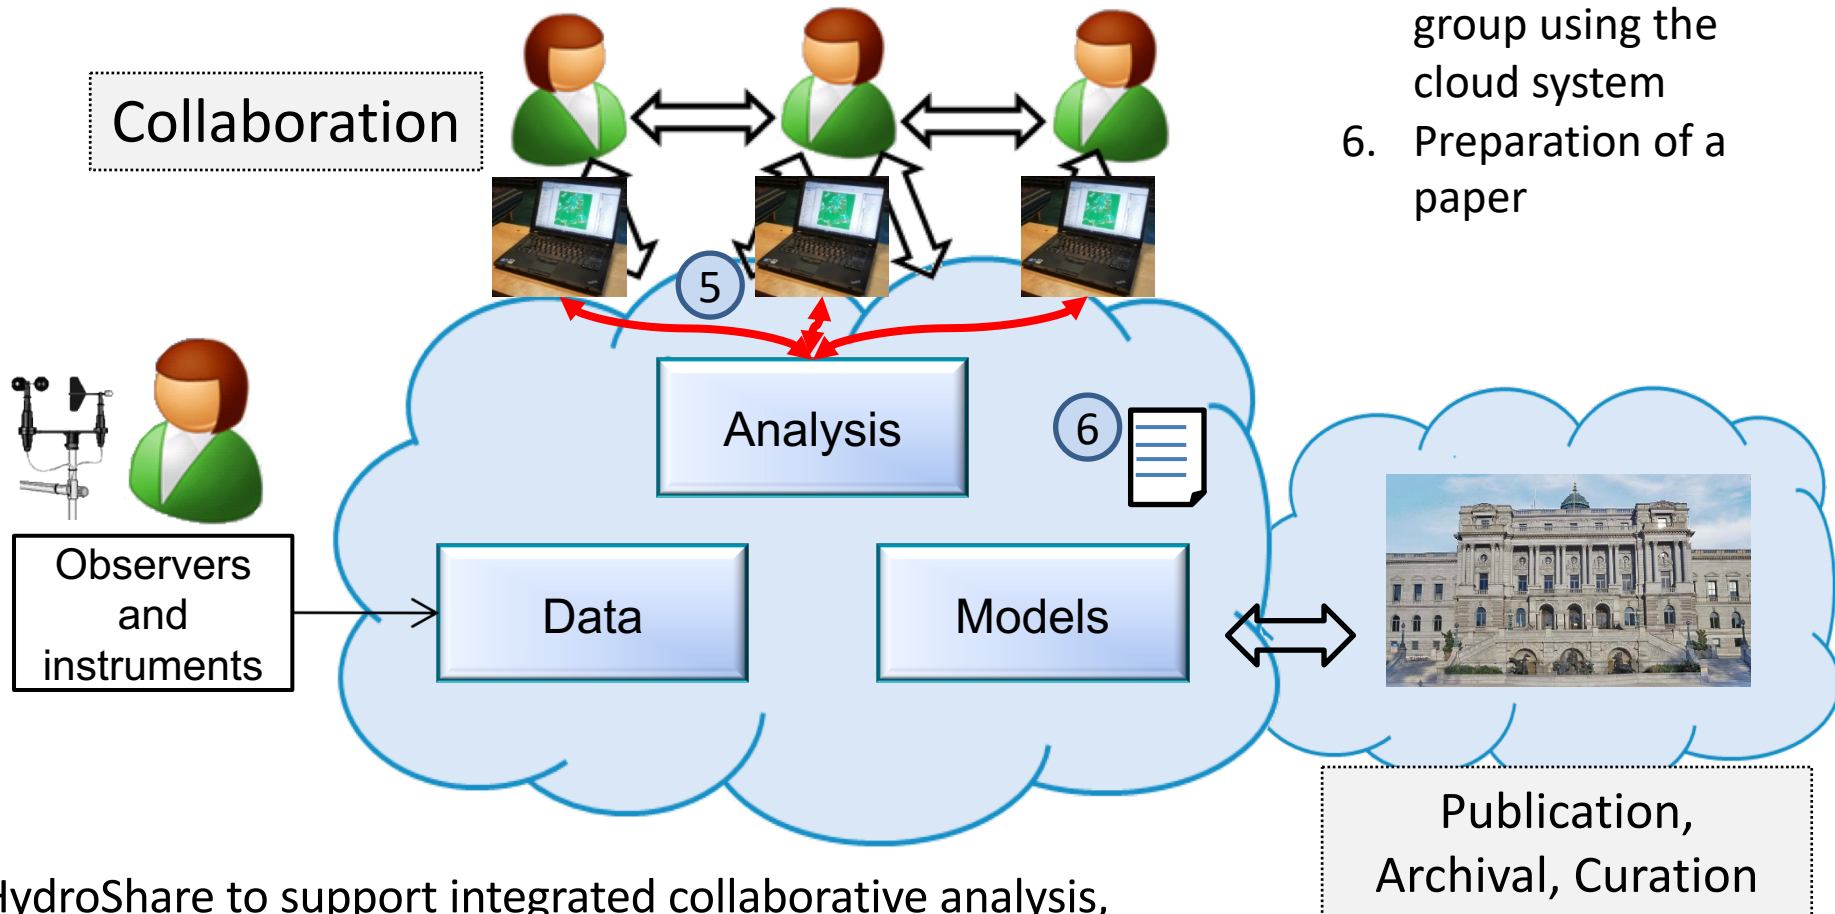 group using the
cloud system
6. Preparation of a
paper
Collaboration
5
Analysis
6
Observers
and
instruments
Data
Models
Publication,
Archival, Curation
HydroShare to support integrated collaborative analysis,